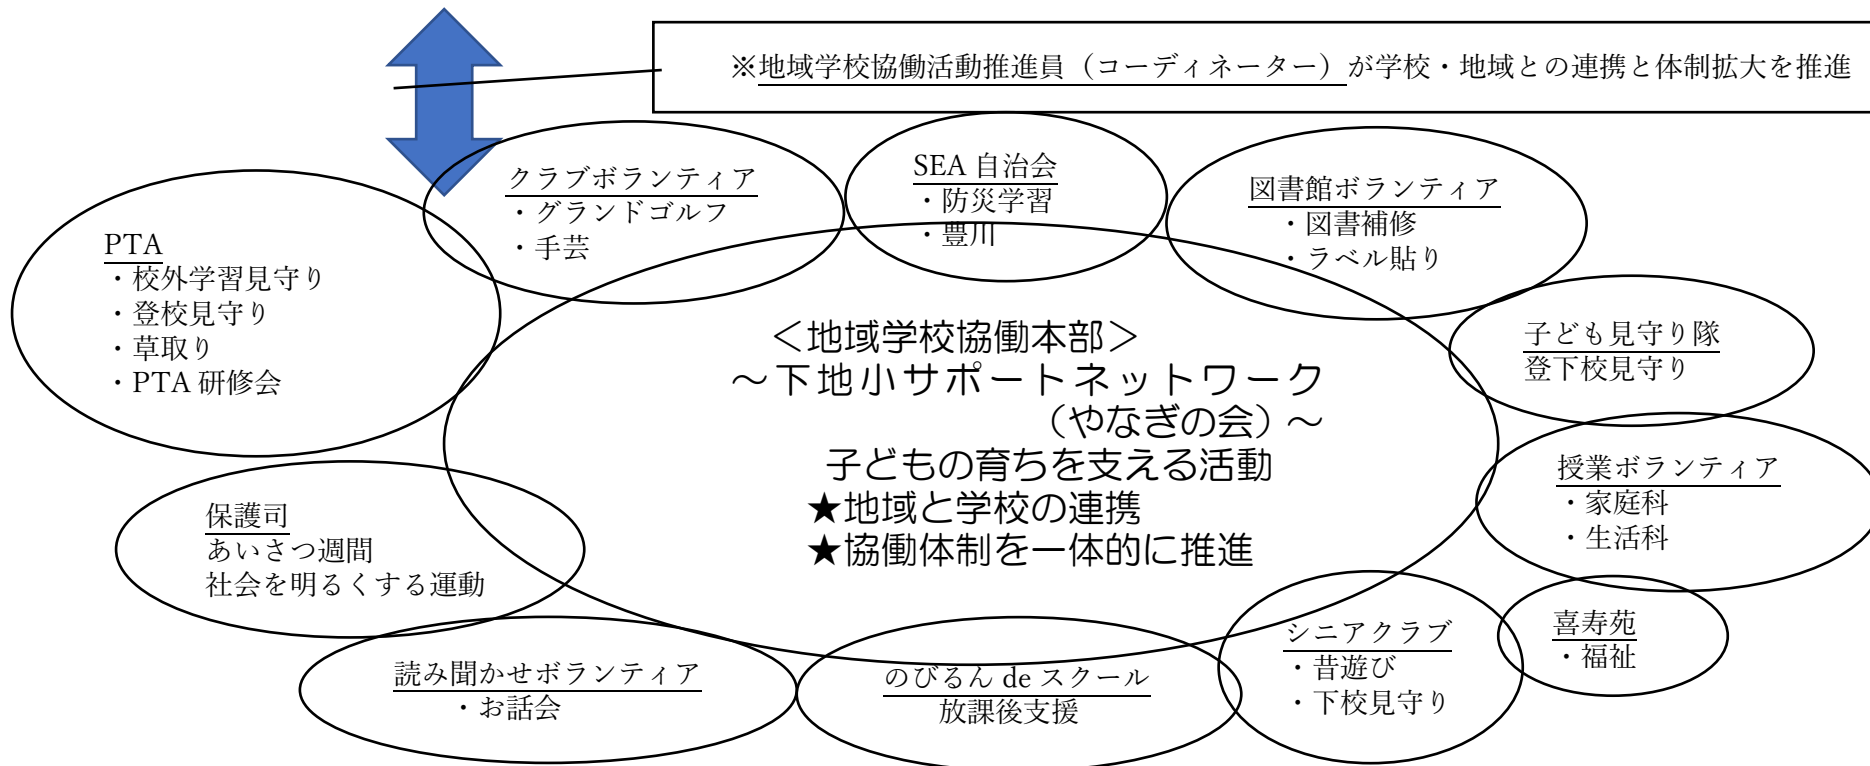 ※地域学校協働活動推進員（コーディネーター）が学校・地域との連携と体制拡大を推進
クラブボランティア
・グランドゴルフ
・手芸
SEA 自治会
・防災学習
・豊川
図書館ボランティア
・図書補修
・ラベル貼り
PTA
・校外学習見守り
・登校見守り
・草取り
・PTA 研修会
子ども見守り隊
登下校見守り
＜地域学校協働本部＞
～下地小サポートネットワーク
（やなぎの会）～
子どもの育ちを支える活動
★地域と学校の連携
★協働体制を一体的に推進
授業ボランティア
・家庭科
・生活科
保護司
あいさつ週間
社会を明るくする運動
喜寿苑
・福祉
シニアクラブ
・昔遊び
・下校見守り
読み聞かせボランティア
・お話会
のびるん de スクール
放課後支援